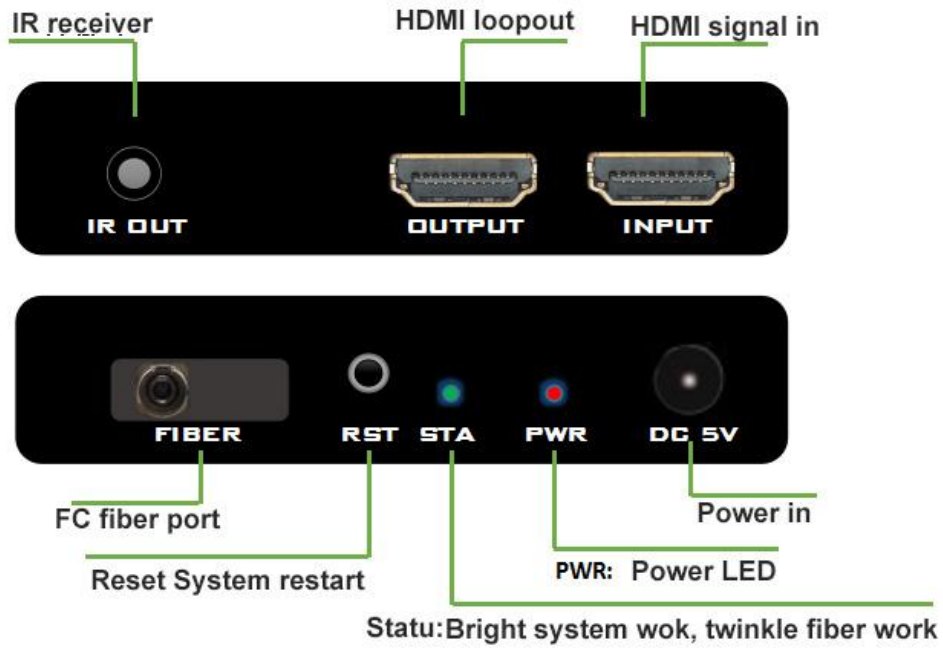 IR receiver
HDMI loopout
HDMI signal in
IR OUT
OUTPUT
INPUT
FIBER
RST
STA
PWR
DC 5V
FC fiber port
Power in
Reset System restart
PWR: Power LED
Statu:Bright system wok, twinkle fiber work